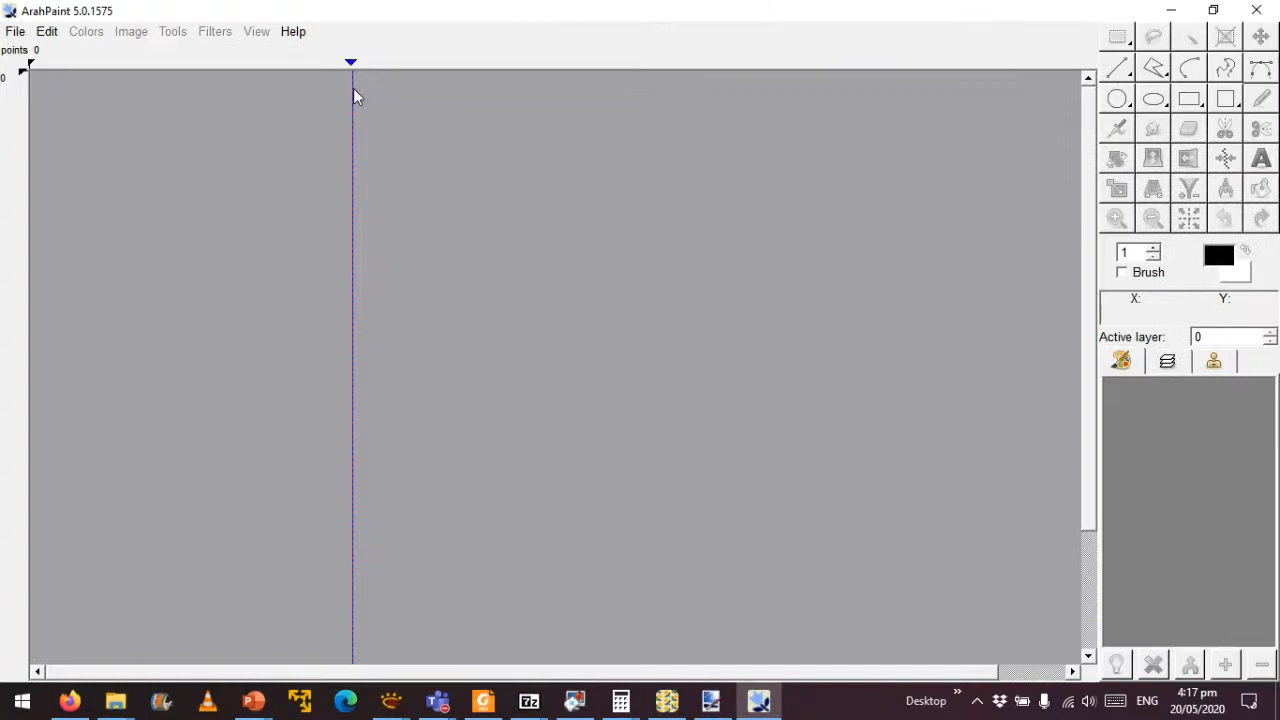 ArahPaint 5.0.1575
File Edit Colors Image Tools Filters View Help
points 0
0
1
Brush
X: Y:
Active layer: 0
Desktop
ENG
4:17 pm
20/05/2020